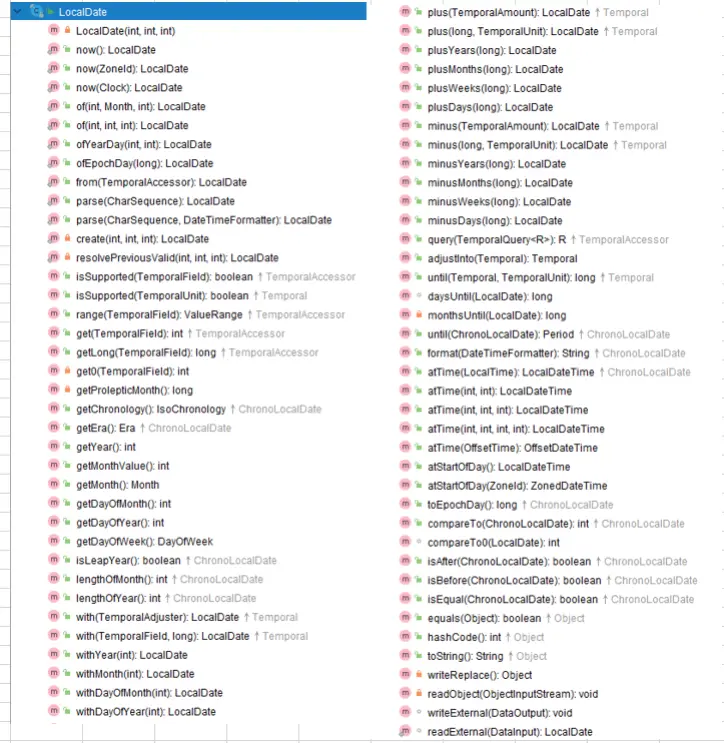 LocalDate
LocalDate(int, int, int)
now(): LocalDate
now(ZoneId): LocalDate
now(Clock): LocalDate
of(int, Month, int): LocalDate
of(int, int, int): LocalDate
ofYearDay(int, int): LocalDate
ofEpochDay(long): LocalDate
from(TemporalAccessor): LocalDate
parse(CharSequence): LocalDate
parse(CharSequence, DateTimeFormatter): LocalDate
create(int, int, int): LocalDate
resolvePreviousValid(int, int, int): LocalDate
isSupported(TemporalField): boolean ↑TemporalAccessor
isSupported(TemporalUnit): boolean ↑Temporal
range(TemporalField): ValueRange ↑TemporalAccessor
get(TemporalField): int ↑TemporalAccessor
getLong(TemporalField): long ↑TemporalAccessor
get0(TemporalField): int
getProlepticMonth(): long
getChronology(): IsoChronology ↑ChronoLocalDate
getEra(): Era ↑ChronoLocalDate
getYear(): int
getMonthValue(): int
getMonth(): Month
getDayOfMonth(): int
getDayOfYear(): int
getDayOfWeek(): DayOfWeek
isLeapYear(): boolean ↑ChronoLocalDate
lengthOfMonth(): int ↑ChronoLocalDate
lengthOfYear(): int ↑ChronoLocalDate
with(TemporalAdjuster): LocalDate ↑Temporal
with(TemporalField, long): LocalDate ↑Temporal
withYear(int): LocalDate
withMonth(int): LocalDate
withDayOfMonth(int): LocalDate
withDayOfYear(int): LocalDate
plus(TemporalAmount): LocalDate ↑Temporal
plus(long, TemporalUnit): LocalDate ↑Temporal
plusYears(long): LocalDate
plusMonths(long): LocalDate
plusWeeks(long): LocalDate
plusDays(long): LocalDate
minus(TemporalAmount): LocalDate ↑Temporal
minus(long, TemporalUnit): LocalDate ↑Temporal
minusYears(long): LocalDate
minusMonths(long): LocalDate
minusWeeks(long): LocalDate
minusDays(long): LocalDate
query(TemporalQuery<R>): R ↑TemporalAccessor
adjustInto(Temporal): Temporal
until(Temporal, TemporalUnit): long ↑Temporal
daysUntil(LocalDate): long
monthsUntil(LocalDate): long
until(ChronoLocalDate): Period ↑ChronoLocalDate
format(DateTimeFormatter): String ↑ChronoLocalDate
atTime(LocalTime): LocalDateTime ↑ChronoLocalDate
atTime(int, int): LocalDateTime
atTime(int, int, int): LocalDateTime
atTime(int, int, int, int): LocalDateTime
atTime(OffsetTime): OffsetDateTime
atStartOfDay(): LocalDateTime
atStartOfDay(ZoneId): ZonedDateTime
toEpochDay(): long ↑ChronoLocalDate
compareTo(ChronoLocalDate): int ↑ChronoLocalDate
compareTo0(LocalDate): int
isAfter(ChronoLocalDate): boolean ↑ChronoLocalDate
isBefore(ChronoLocalDate): boolean ↑ChronoLocalDate
isEqual(ChronoLocalDate): boolean ↑ChronoLocalDate
equals(Object): boolean ↑Object
hashCode(): int ↑Object
toString(): String ↑Object
writeReplace(): Object
readObject(ObjectInputStream): void
writeExternal(DataOutput): void
readExternal(DataInput): LocalDate